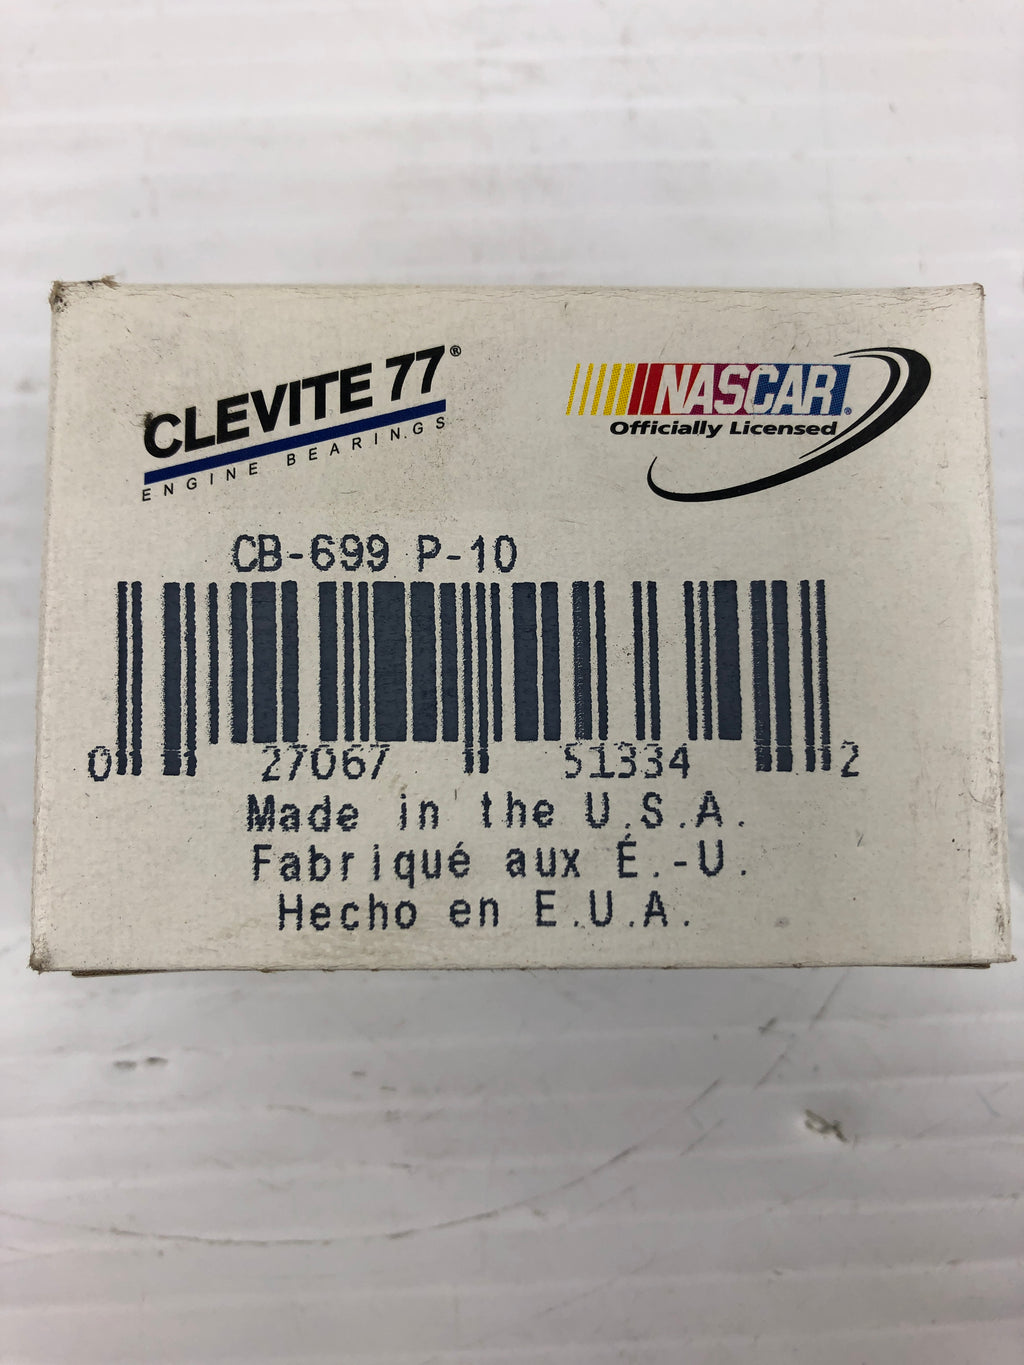 CLEVITE 77®
ENGINE BEARINGS
NASCAR®
Officially Licensed
CB-699 P-10
0 27067 51334 2
Made in the U.S.A.
Fabriqué aux É.-U.
Hecho en E.U.A.